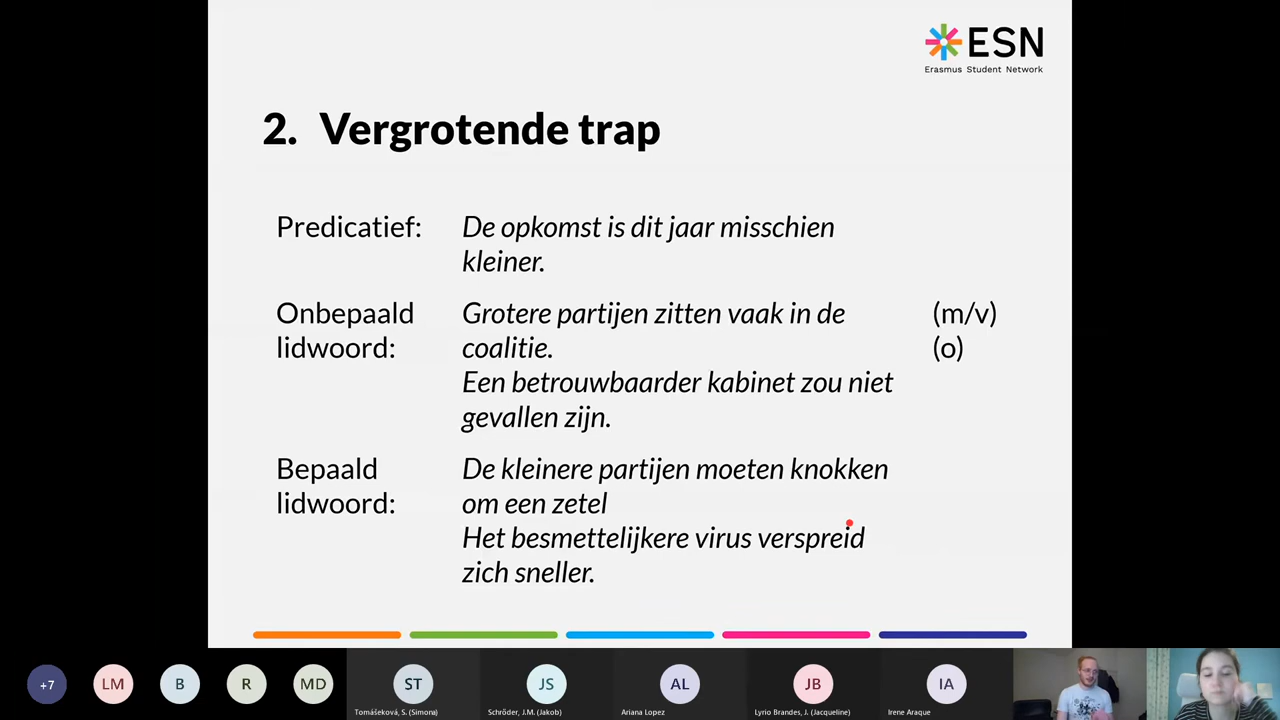 ESN
Erasmus Student Network
2. Vergrotende trap
Predicatief:
De opkomst is dit jaar misschien
kleiner.
Onbepaald
lidwoord:
Grotere partijen zitten vaak in de
coalitie.
Een betrouwbaarder kabinet zou niet
gevallen zijn.
(m/v)
(o)
Bepaald
lidwoord:
De kleinere partijen moeten knokken
om een zetel
Het besmettelijkere virus verspreid
zich sneller.
+7
LM
B
R
MD
ST
Tomášeková, S. (Simona)
JS
Schröder, J.M. (Jakob)
AL
Ariana Lopez
JB
Lyrio Brandes, J. (Jacqueline)
IA
Irene Araque